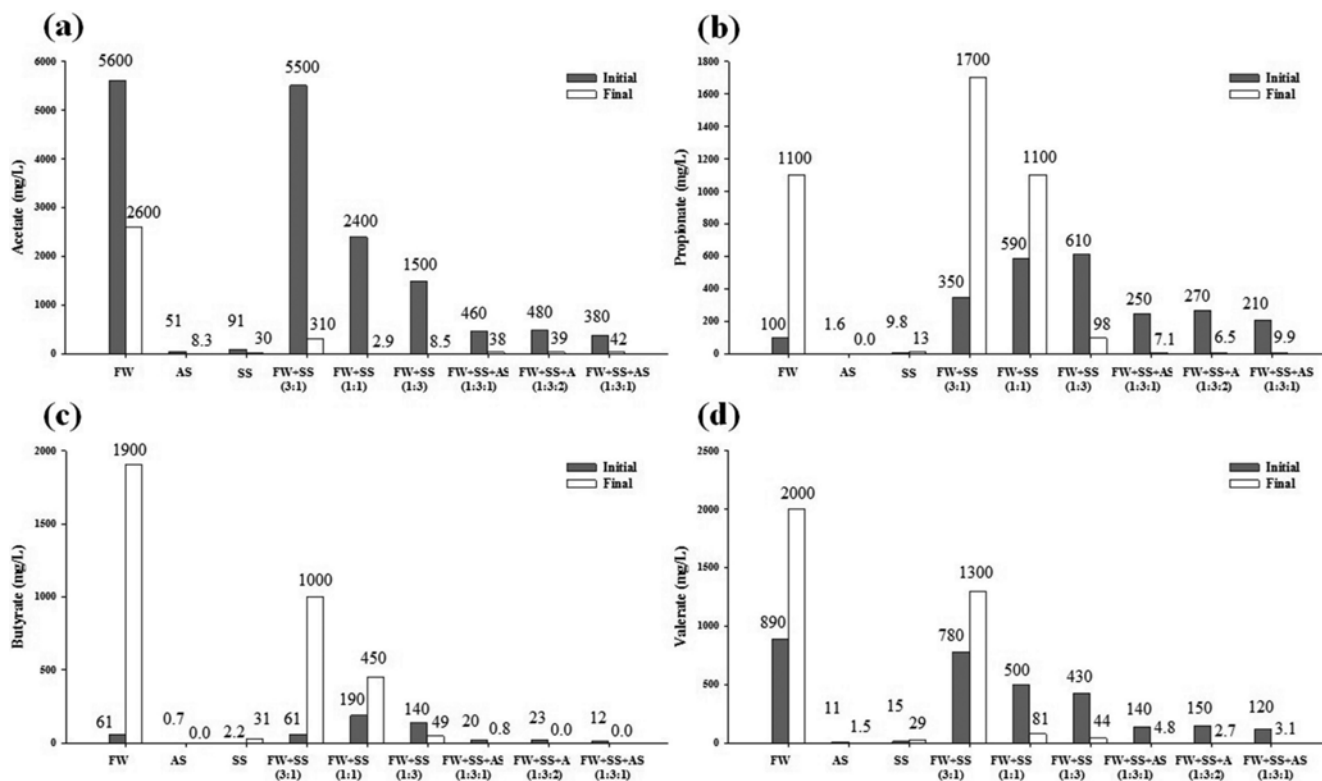 (a)
5600
5500
2600
2400
1500
51
8.3
91
30
310
2.9
8.5
460
38
480
39
380
42
6000
5000
4000
3000
2000
1000
0
Acetate (mg/L)
Initial
Final
FW
AS
SS
FW+SS
(3:1)
FW+SS
(1:1)
FW+SS
(1:3)
FW+SS+AS
(1:3:1)
FW+SS+A
(1:3:2)
FW+SS+AS
(1:3:1)
(b)
1700
1100
1100
100
1.6
0.0
9.8
13
350
590
610
98
250
7.1
270
6.5
210
9.9
1800
1600
1400
1200
1000
800
600
400
200
0
Propionate (mg/L)
Initial
Final
FW
AS
SS
FW+SS
(3:1)
FW+SS
(1:1)
FW+SS
(1:3)
FW+SS+AS
(1:3:1)
FW+SS+A
(1:3:2)
FW+SS+AS
(1:3:1)
(c)
1900
1000
450
61
0.7
0.0
2.2
31
61
190
140
49
20
0.8
23
0.0
12
0.0
2000
1500
1000
500
0
Butyrate (mg/L)
Initial
Final
FW
AS
SS
FW+SS
(3:1)
FW+SS
(1:1)
FW+SS
(1:3)
FW+SS+AS
(1:3:1)
FW+SS+A
(1:3:2)
FW+SS+AS
(1:3:1)
(d)
2000
1300
890
11
1.5
15
29
780
500
81
430
44
140
4.8
150
2.7
120
3.1
2500
2000
1500
1000
500
0
Valerate (mg/L)
Initial
Final
FW
AS
SS
FW+SS
(3:1)
FW+SS
(1:1)
FW+SS
(1:3)
FW+SS+AS
(1:3:1)
FW+SS+A
(1:3:2)
FW+SS+AS
(1:3:1)